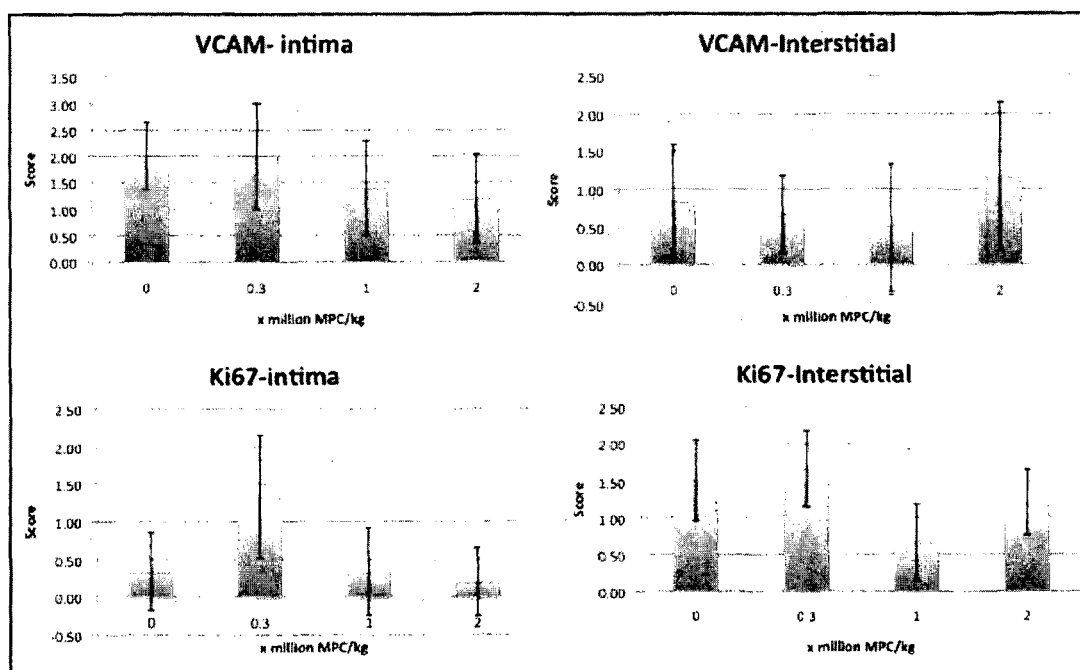 VCAM- intima
3.50
3.00
2.50
2.00
1.50
1.00
0.50
0.00
Score
0 0.3 1 2
x million MPC/kg
VCAM-Interstitial
2.50
2.00
1.50
1.00
0.50
0.00
-0.50
Score
0 0.3 1 2
x million MPC/kg
Ki67-intima
2.50
2.00
1.50
1.00
0.50
0.00
-0.50
Score
0 0.3 1 2
x million MPC/kg
Ki67-Interstitial
2.50
2.00
1.50
1.00
0.50
0.00
Score
0 0.3 1 2
x million MPC/kg